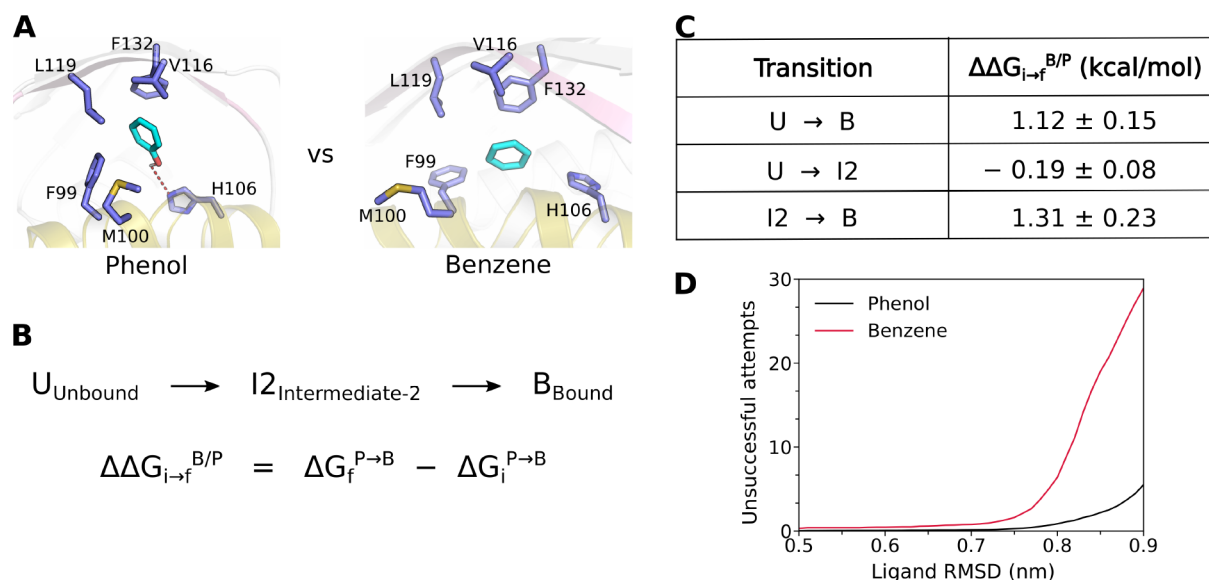 A
F132
L119
V116
F99
H106
M100
Phenol
vs
V116
L119
F132
F99
M100
H106
Benzene
B
U Unbound → I2 Intermediate-2 → B Bound
ΔΔG i→f B/P = ΔG f P→B − ΔG i P→B
C
Transition ΔΔG i→f B/P (kcal/mol)
U → B 1.12 ± 0.15
U → I2 − 0.19 ± 0.08
I2 → B 1.31 ± 0.23
D
Unsuccessful attempts
30
20
10
0
Phenol
Benzene
0.5 0.6 0.7 0.8 0.9
Ligand RMSD (nm)